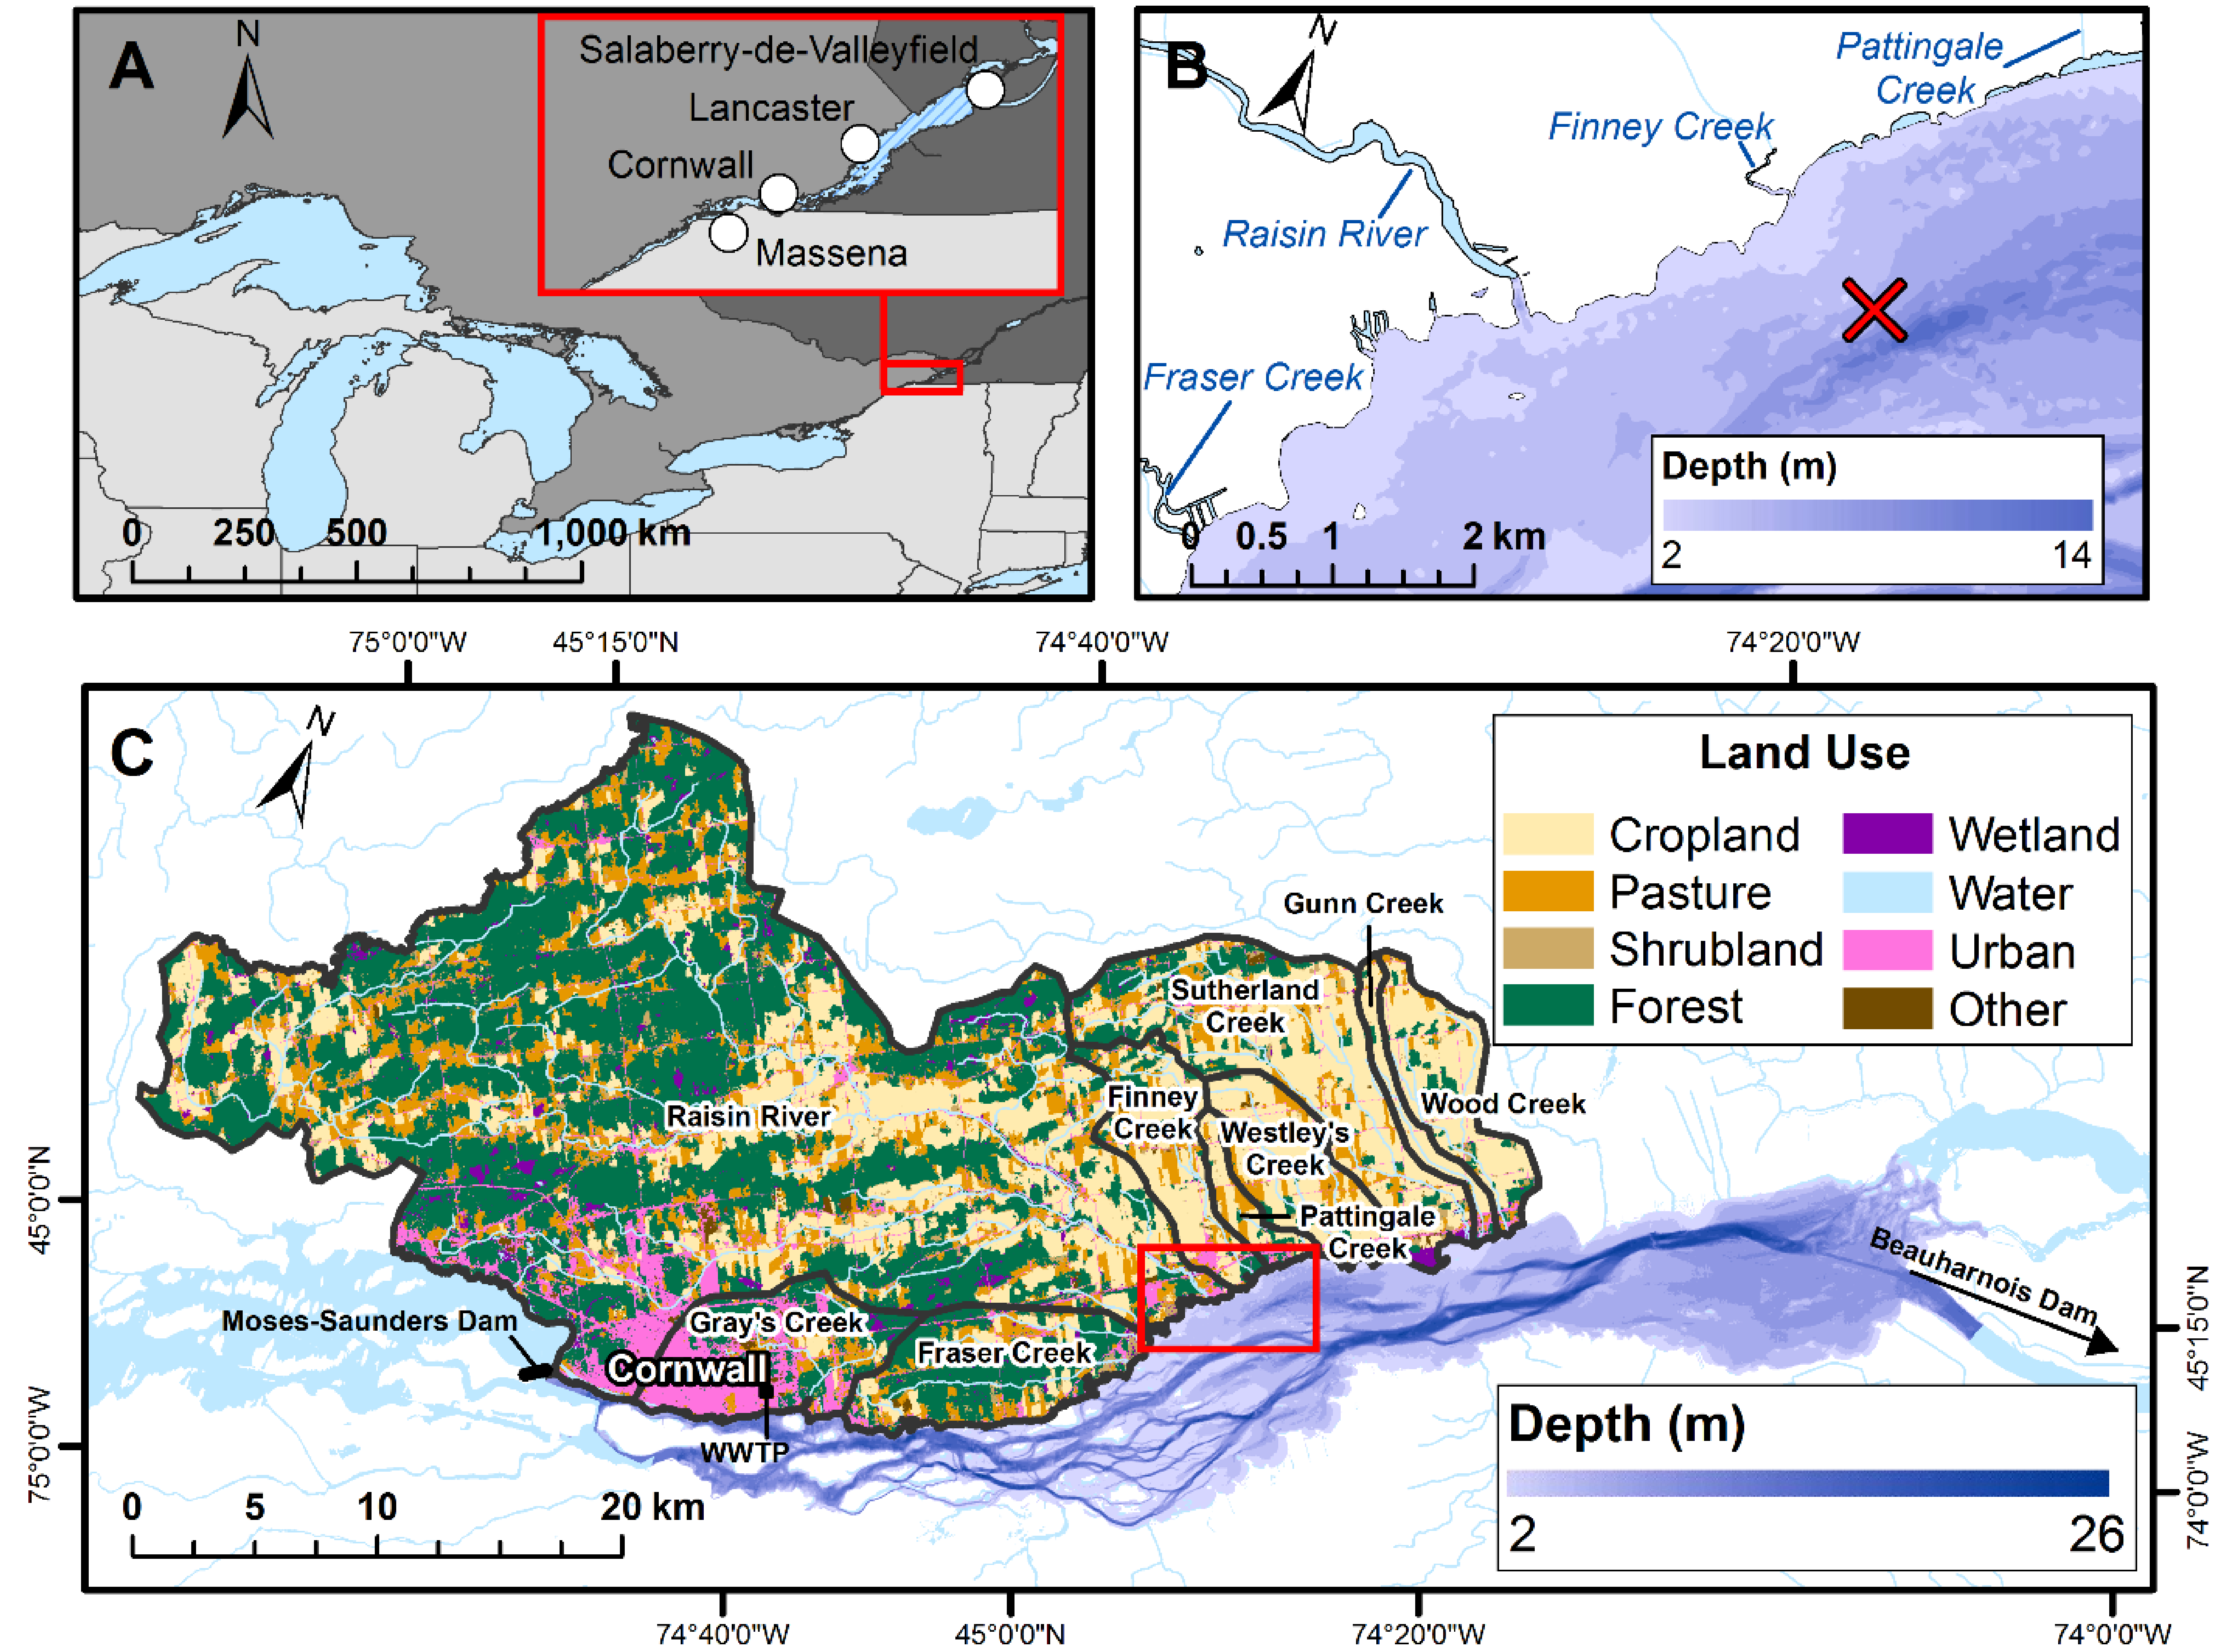 A
N
Salaberry-de-Valleyfield
Lancaster
Cornwall
Massena
0 250 500 1,000 km
B
N
Pattingale
Creek
Finney Creek
Raisin River
Fraser Creek
Depth (m)
2 14
0 0.5 1 2 km
75°0'0"W 45°15'0"N 74°40'0"W 74°20'0"W
C
N
Land Use
Cropland
Pasture
Shrubland
Forest
Wetland
Water
Urban
Other
Gunn Creek
Sutherland
Creek
Finney
Creek
Wood Creek
Westley's
Creek
Raisin River
Pattingale
Creek
Beauharnois Dam
Moses-Saunders Dam
Gray's Creek
Fraser Creek
Cornwall
WWTP
0 5 10 20 km
Depth (m)
2 26
45°0'0"N
75°0'0"W
45°15'0"N
74°0'0"W
74°40'0"W 45°0'0"N 74°20'0"W 74°0'0"W